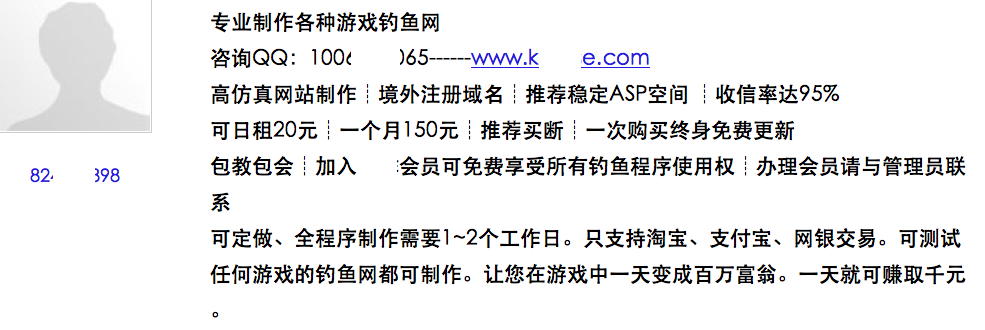 专业制作各种游戏钓鱼网
咨询QQ：1006 065------www.k e.com
高仿真网站制作┊境外注册域名┊推荐稳定ASP空间 ┊收信率达95%
可日租20元┊一个月150元┊推荐买断┊一次购买终身免费更新
824 898
包教包会┊加入 会员可免费享受所有钓鱼程序使用权┊办理会员请与管理员联
系
可定做、全程序制作需要1~2个工作日。只支持淘宝、支付宝、网银交易。可测试
任何游戏的钓鱼网都可制作。让您在游戏中一天变成百万富翁。一天就可赚取千元
。